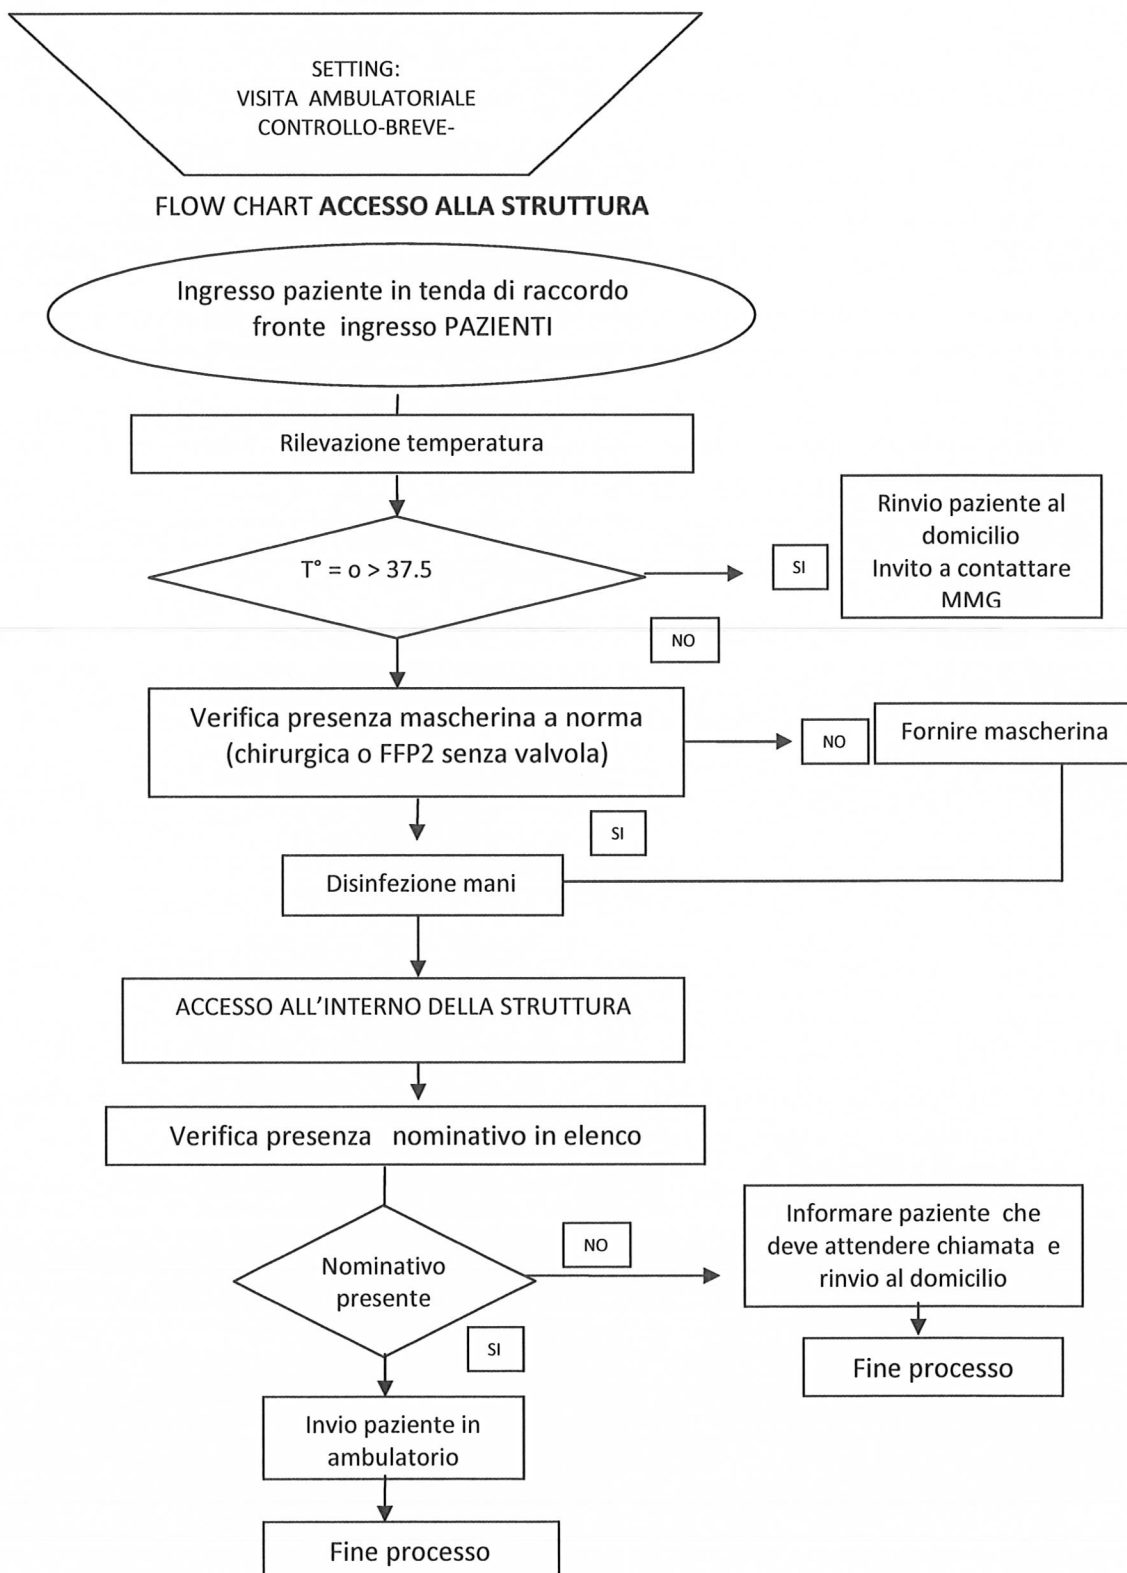 SETTING:
VISITA AMBULATORIALE
CONTROLLO-BREVE-
FLOW CHART ACCESSO ALLA STRUTTURA
Ingresso paziente in tenda di raccordo
fronte ingresso PAZIENTI
Rilevazione temperatura
T° = o > 37.5
SI
Rinvio paziente al
domicilio
Invito a contattare
MMG
NO
Verifica presenza mascherina a norma
(chirurgica o FFP2 senza valvola)
NO
Fornire mascherina
SI
Disinfezione mani
ACCESSO ALL'INTERNO DELLA STRUTTURA
Verifica presenza nominativo in elenco
Nominativo
presente
NO
Informare paziente che
deve attendere chiamata e
rinvio al domicilio
Fine processo
SI
Invio paziente in
ambulatorio
Fine processo